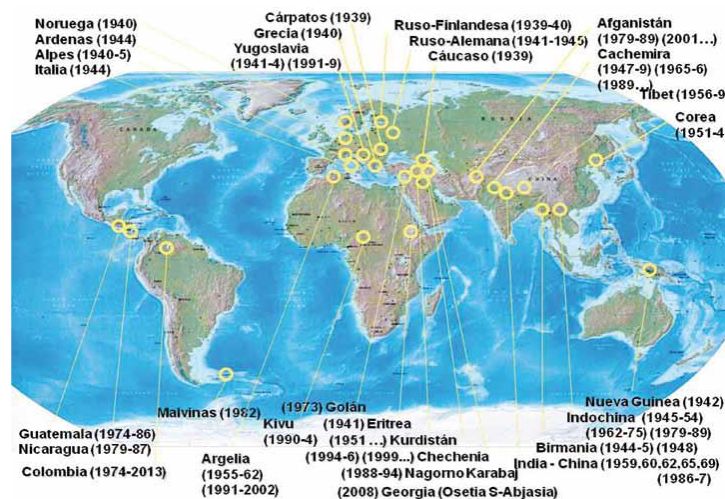 Noruega (1940)
Ardenas (1944)
Alpes (1940-5)
Italia (1944)
Cárpatos (1939)
Grecia (1940)
Yugoslavia
(1941-4) (1991-9)
Ruso-Finlandesa (1939-40)
Ruso-Alemana (1941-1945)
Cáucaso (1939)
Afganistán
(1979-89) (2001...)
Cachemira
(1947-9) (1965-6)
(1989...)
Tíbet (1956-9
Corea
(1951-4
CANADA
RUSSIA
CHINA
Malvinas (1982)
Guatemala (1974-86)
Nicaragua (1979-87)
Colombia (1974-2013)
Argelia
(1955-62)
(1991-2002)
Kivu
(1990-4)
(1973) Golán
(1941) Eritrea
(1951 ...) Kurdistán
(1994-6) (1999...) Chechenia
(1988-94) Nagorno Karabaj
(2008) Georgia (Osetia S-Abjasia)
Nueva Guinea (1942)
Indochina (1945-54)
(1962-75) (1979-89)
Birmania (1944-5) (1948)
India - China (1959,60,62,65,69)
(1986-7)